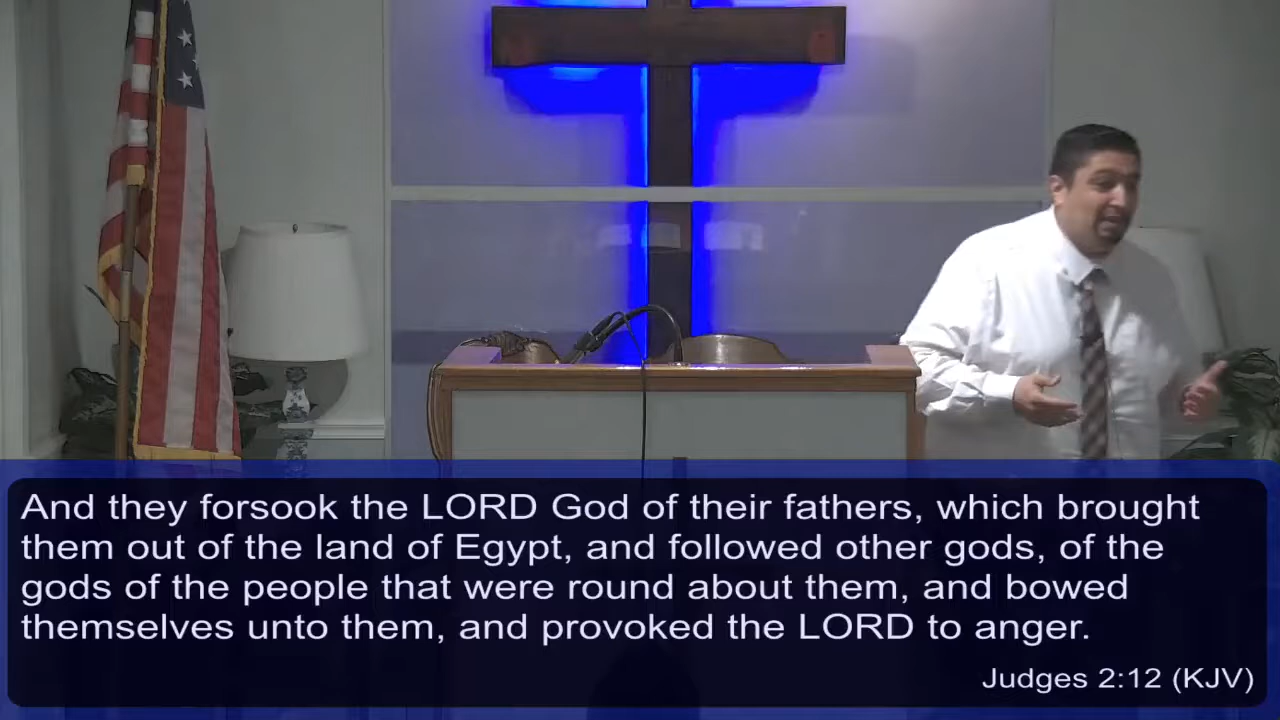 And they forsook the LORD God of their fathers, which brought
them out of the land of Egypt, and followed other gods, of the
gods of the people that were round about them, and bowed
themselves unto them, and provoked the LORD to anger.
Judges 2:12 (KJV)